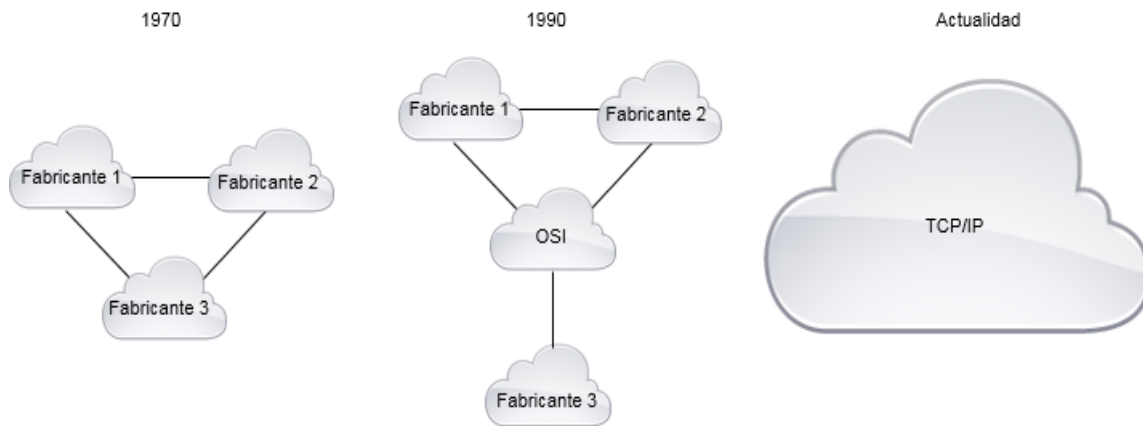 1970
1990
Actualidad
Fabricante 1
Fabricante 2
Fabricante 3
Fabricante 1
Fabricante 2
OSI
Fabricante 3
TCP/IP